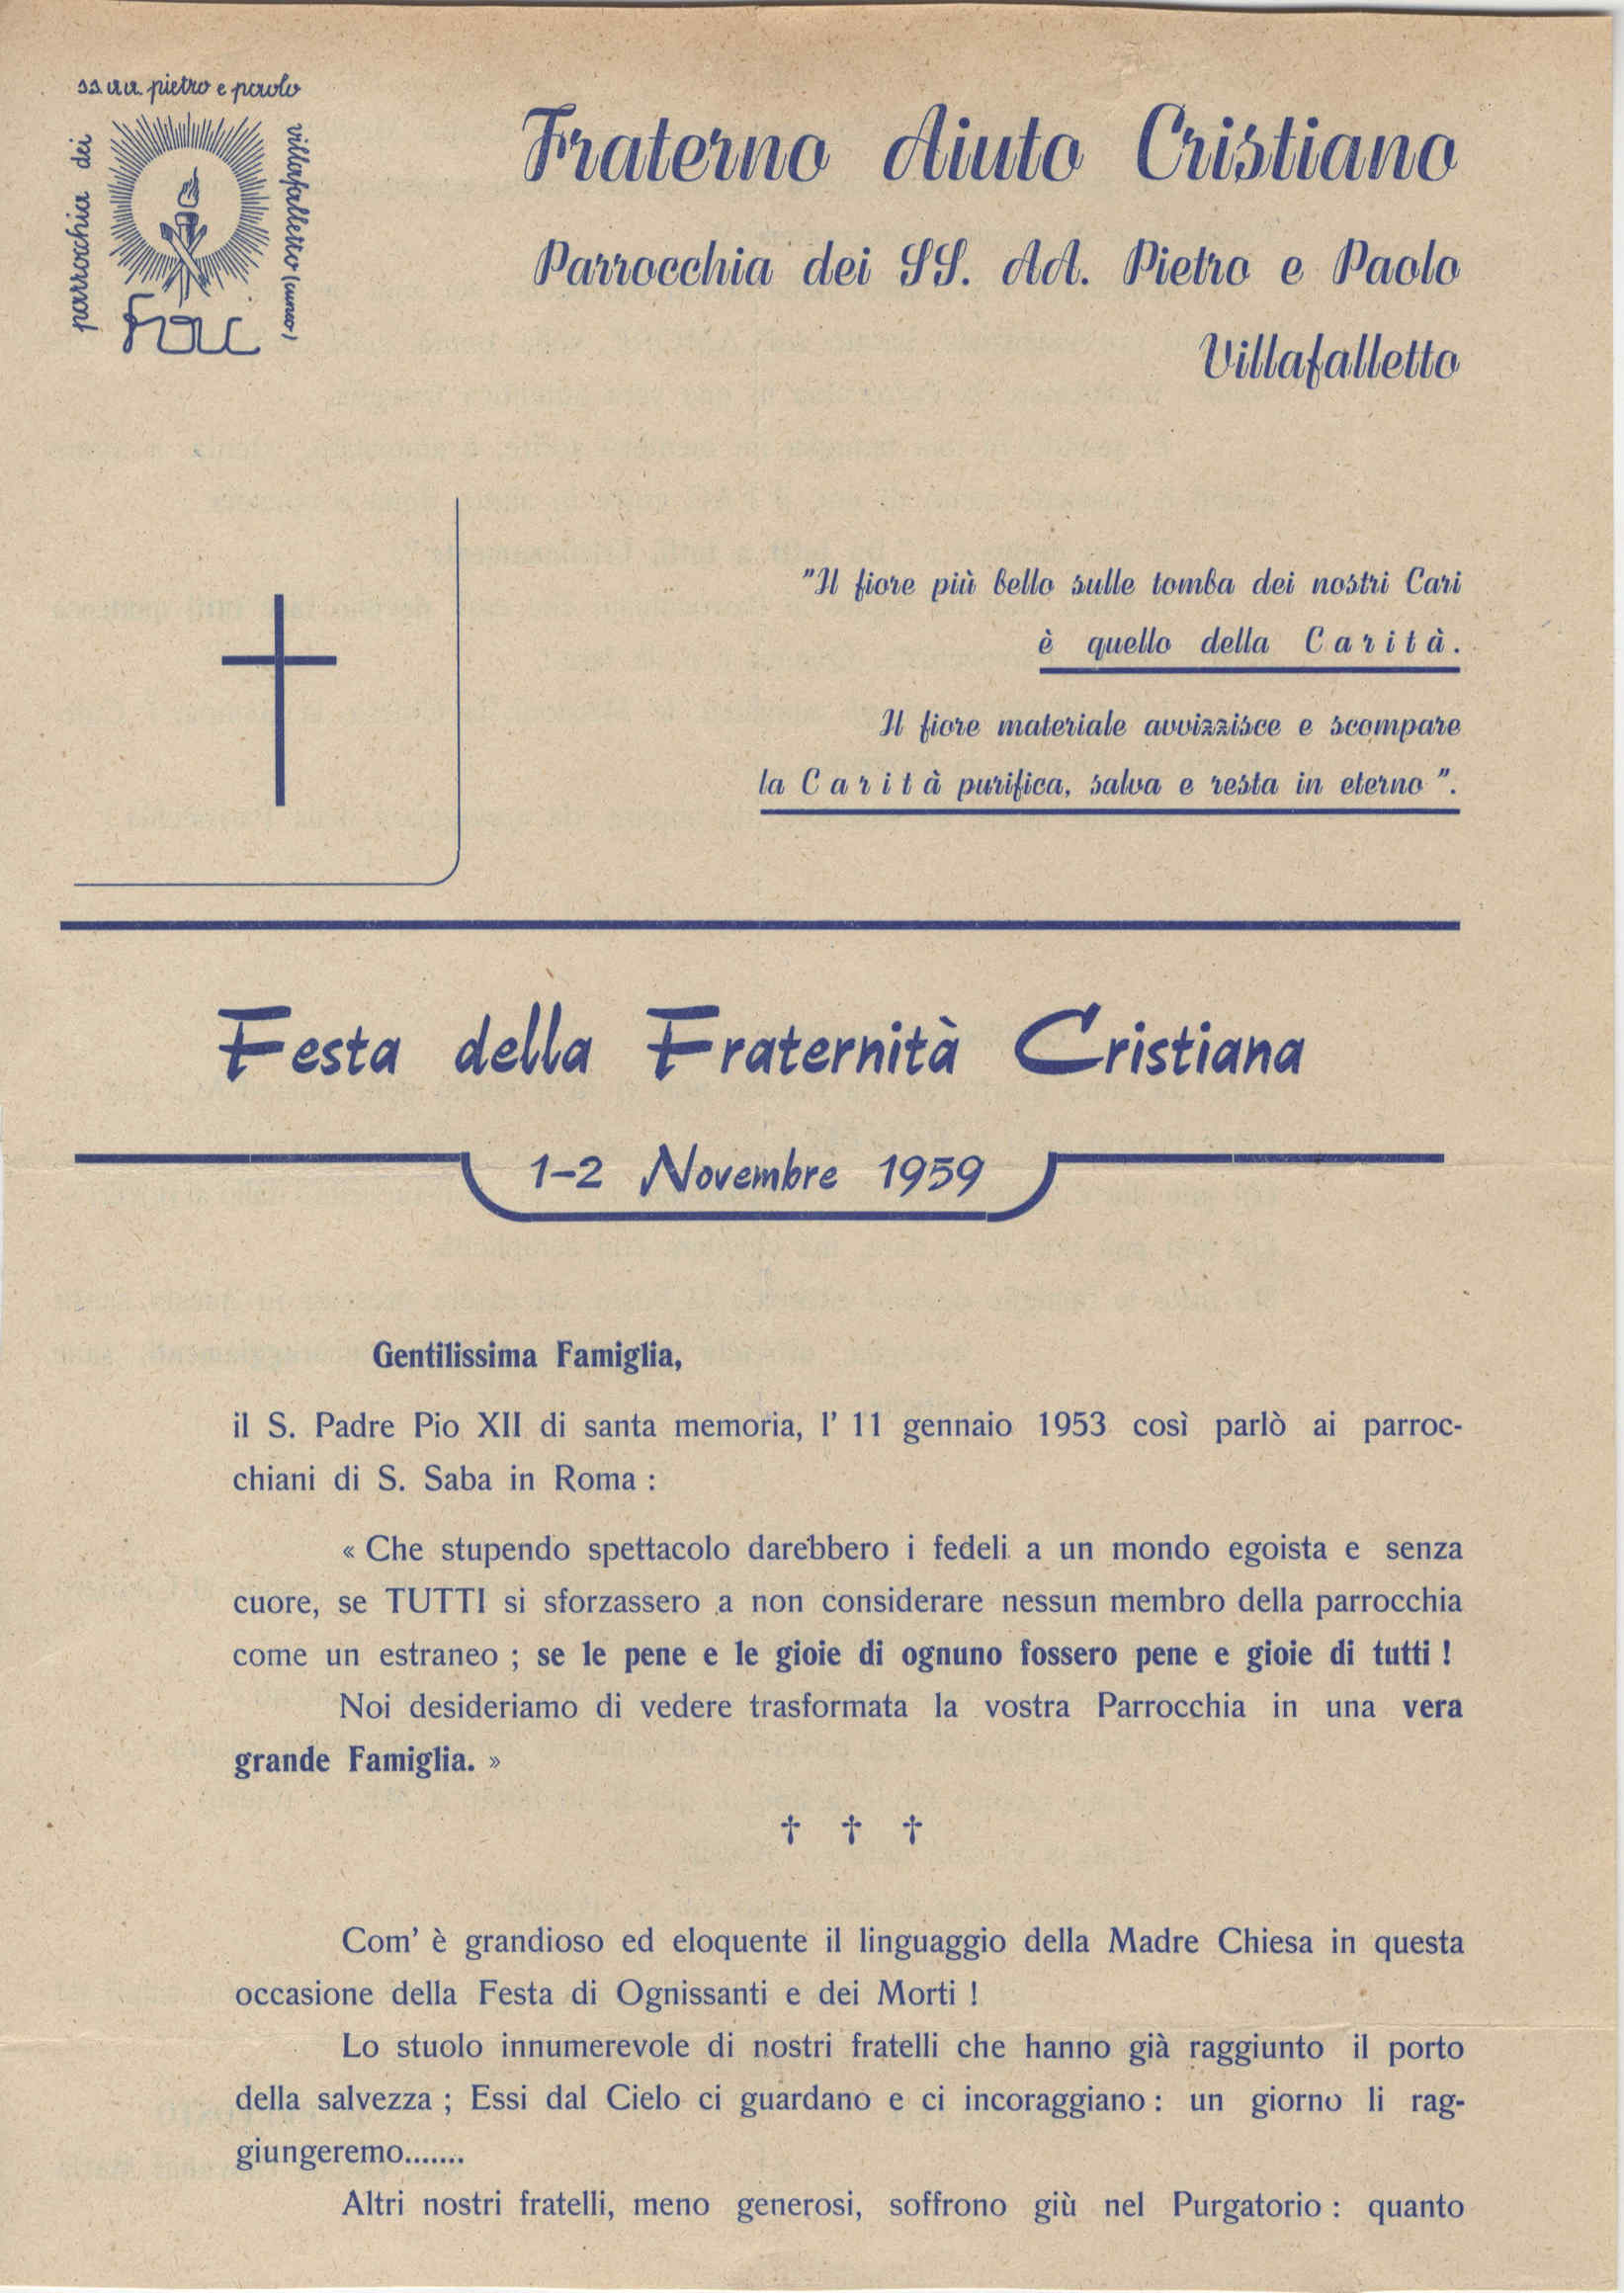 ss. aa. pietro e paolo
parrocchia dei
villafalletto (cuneo)
Frac
Fraterno Aiuto Cristiano
Parrocchia dei SS. AA. Pietro e Paolo
Villafalletto
"Il fiore più bello sulle tomba dei nostri Cari
è quello della Carità.
Il fiore materiale avvizzisce e scompare
la Carità purifica, salva e resta in eterno".
Festa della Fraternità Cristiana
1-2 Novembre 1959
Gentilissima Famiglia,
il S. Padre Pio XII di santa memoria, l' 11 gennaio 1953 così parlò ai parroc-
chiani di S. Saba in Roma :
« Che stupendo spettacolo darebbero i fedeli a un mondo egoista e senza
cuore, se TUTTI si sforzassero a non considerare nessun membro della parrocchia
come un estraneo ; se le pene e le gioie di ognuno fossero pene e gioie di tutti !
Noi desideriamo di vedere trasformata la vostra Parrocchia in una vera
grande Famiglia. »
† † †
Com' è grandioso ed eloquente il linguaggio della Madre Chiesa in questa
occasione della Festa di Ognissanti e dei Morti !
Lo stuolo innumerevole di nostri fratelli che hanno già raggiunto il porto
della salvezza ; Essi dal Cielo ci guardano e ci incoraggiano : un giorno li rag-
giungeremo.......
Altri nostri fratelli, meno generosi, soffrono giù nel Purgatorio : quanto